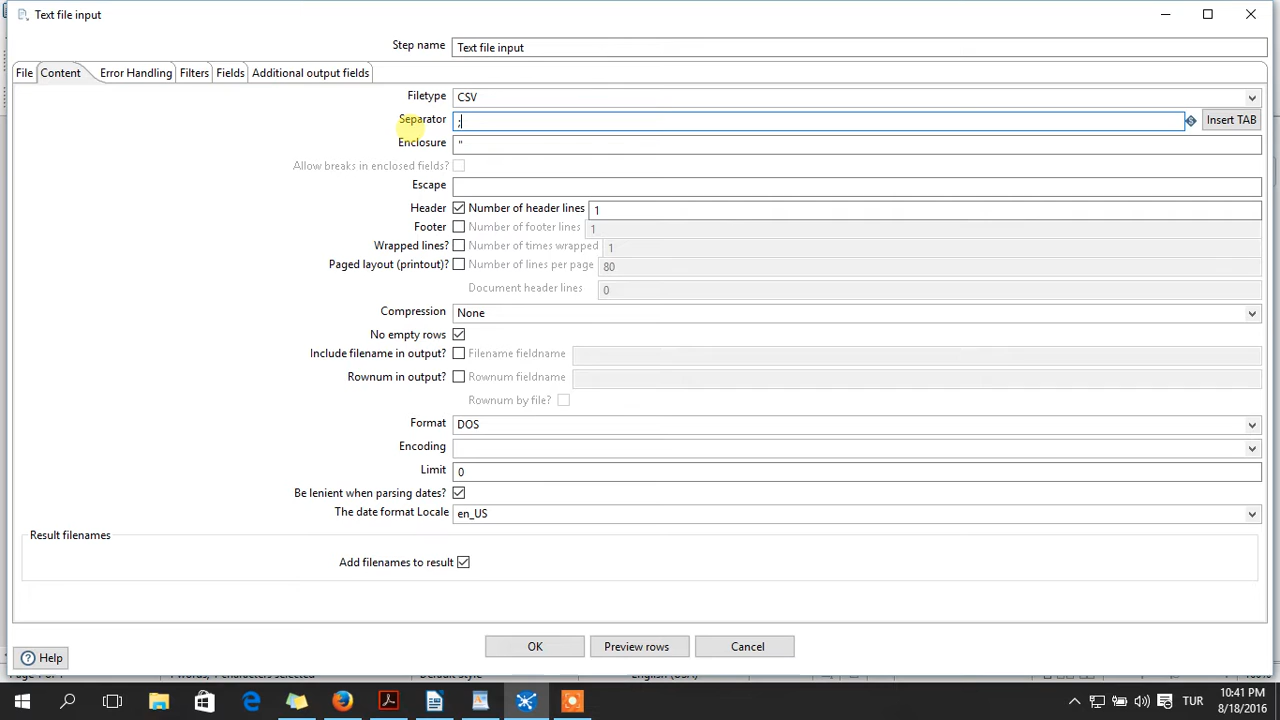 Text file input
Step name Text file input
File Content Error Handling Filters Fields Additional output fields
Filetype CSV
Separator ; Insert TAB
Enclosure "
Allow breaks in enclosed fields?
Escape
Header Number of header lines 1
Footer Number of footer lines 1
Wrapped lines? Number of times wrapped 1
Paged layout (printout)? Number of lines per page 80
Document header lines 0
Compression None
No empty rows
Include filename in output? Filename fieldname
Rownum in output? Rownum fieldname
Rownum by file?
Format DOS
Encoding
Limit 0
Be lenient when parsing dates?
The date format Locale en_US
Result filenames
Add filenames to result
OK Preview rows Cancel
Help
TUR 10:41 PM
8/18/2016